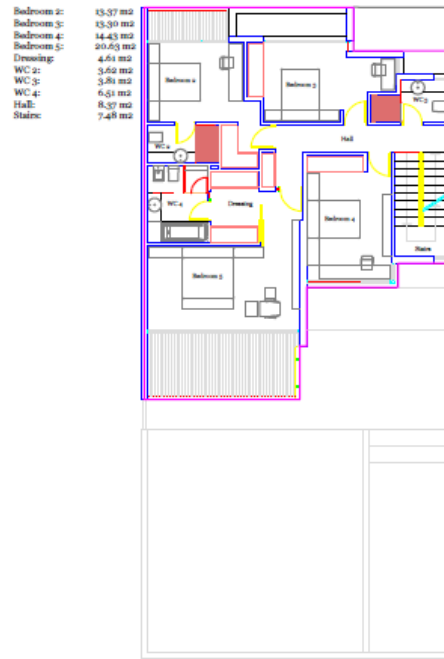 Bedroom 2: 13.37 m2
Bedroom 3: 13.30 m2
Bedroom 4: 14.43 m2
Bedroom 5: 20.63 m2
Dressing: 4.61 m2
WC 2: 3.62 m2
WC 3: 3.81 m2
WC 4: 6.51 m2
Hall: 8.37 m2
Stairs: 7.48 m2
Bedroom 2
Bedroom 3
WC 3
Hall
WC 2
WC 4
Dressing
Bedroom 4
Stairs
Bedroom 5